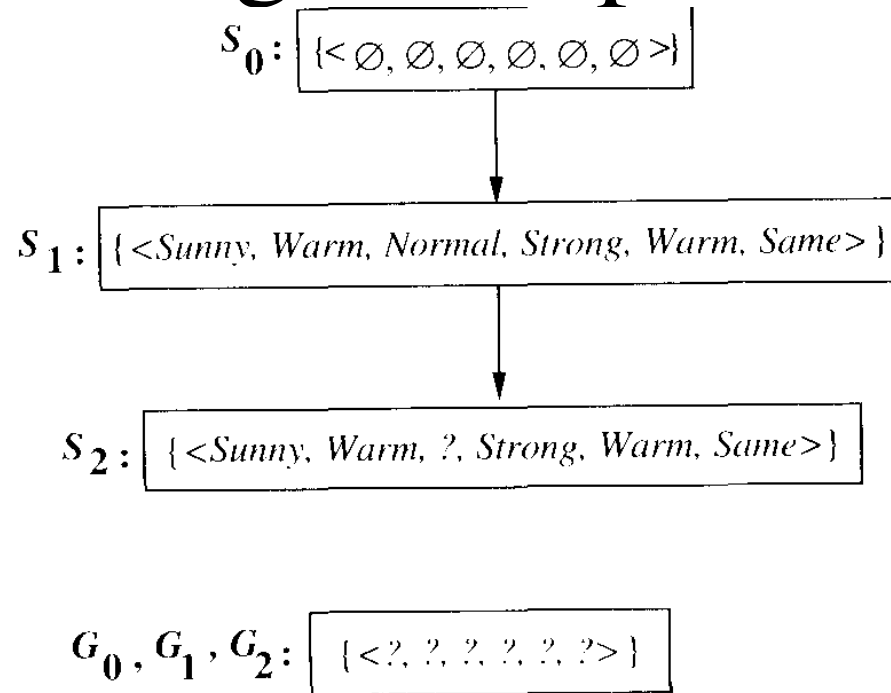 S0: {<∅, ∅, ∅, ∅, ∅, ∅>}
S1: {<Sunny, Warm, Normal, Strong, Warm, Same>}
S2: {<Sunny, Warm, ?, Strong, Warm, Same>}
G0, G1, G2: {<?, ?, ?, ?, ?, ?>}